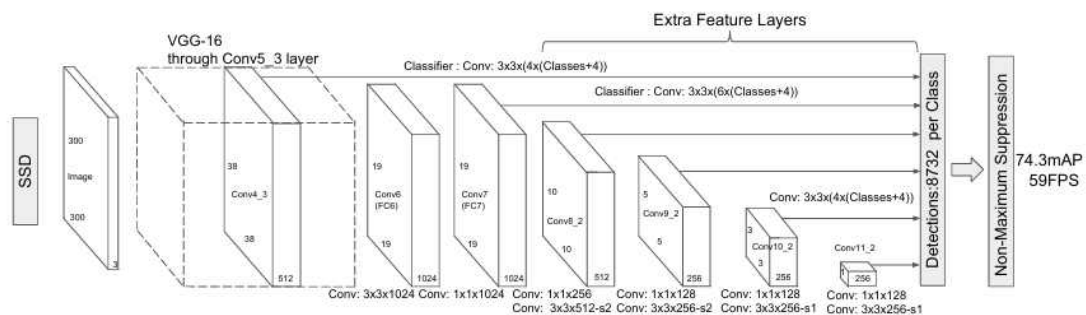 Extra Feature Layers
VGG-16
through Conv5_3 layer
Classifier : Conv: 3x3x(4x(Classes+4))
Classifier : Conv: 3x3x(6x(Classes+4))
SSD
300
Image
300
3
38
Conv4_3
38
512
19
Conv6
(FC6)
19
1024
19
Conv7
(FC7)
19
1024
10
Conv8_2
10
512
5
Conv9_2
5
256
Conv: 3x3x(4x(Classes+4))
3
Conv10_2
3
256
Conv11_2
1
256
Detections:8732 per Class
Non-Maximum Suppression
74.3mAP
59FPS
Conv: 3x3x1024
Conv: 1x1x1024
Conv: 1x1x256
Conv: 3x3x512-s2
Conv: 1x1x128
Conv: 3x3x256-s2
Conv: 1x1x128
Conv: 3x3x256-s1
Conv: 1x1x128
Conv: 3x3x256-s1